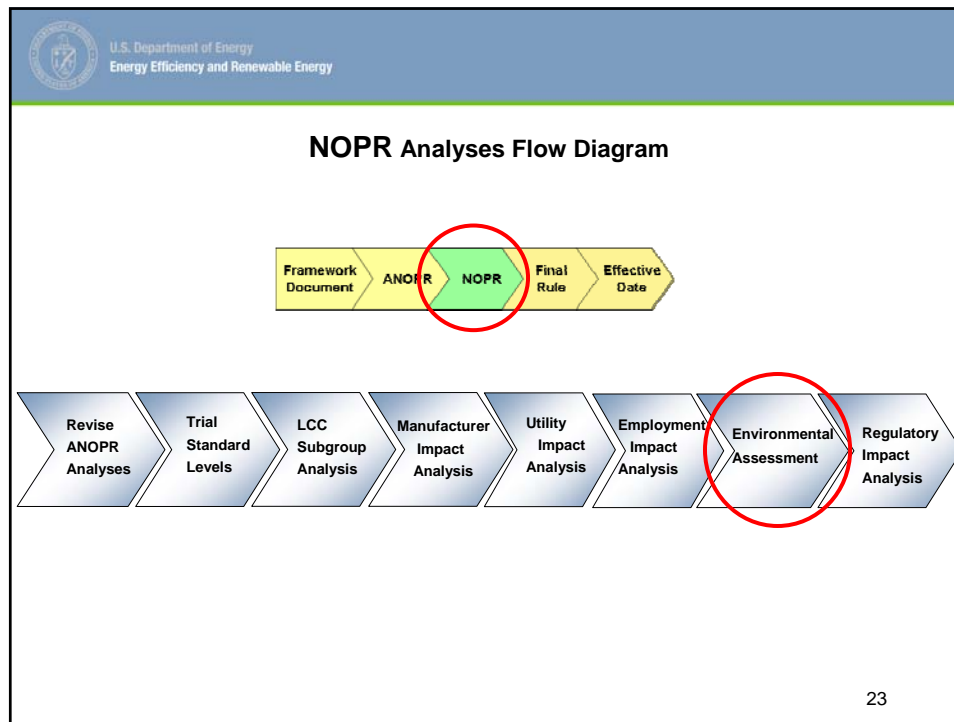 U.S. Department of Energy
Energy Efficiency and Renewable Energy
NOPR Analyses Flow Diagram
Framework
Document
ANOPR
NOPR
Final
Rule
Effective
Date
Revise
ANOPR
Analyses
Trial
Standard
Levels
LCC
Subgroup
Analysis
Manufacturer
Impact
Analysis
Utility
Impact
Analysis
Employment
Impact
Analysis
Environmental
Assessment
Regulatory
Impact
Analysis
23